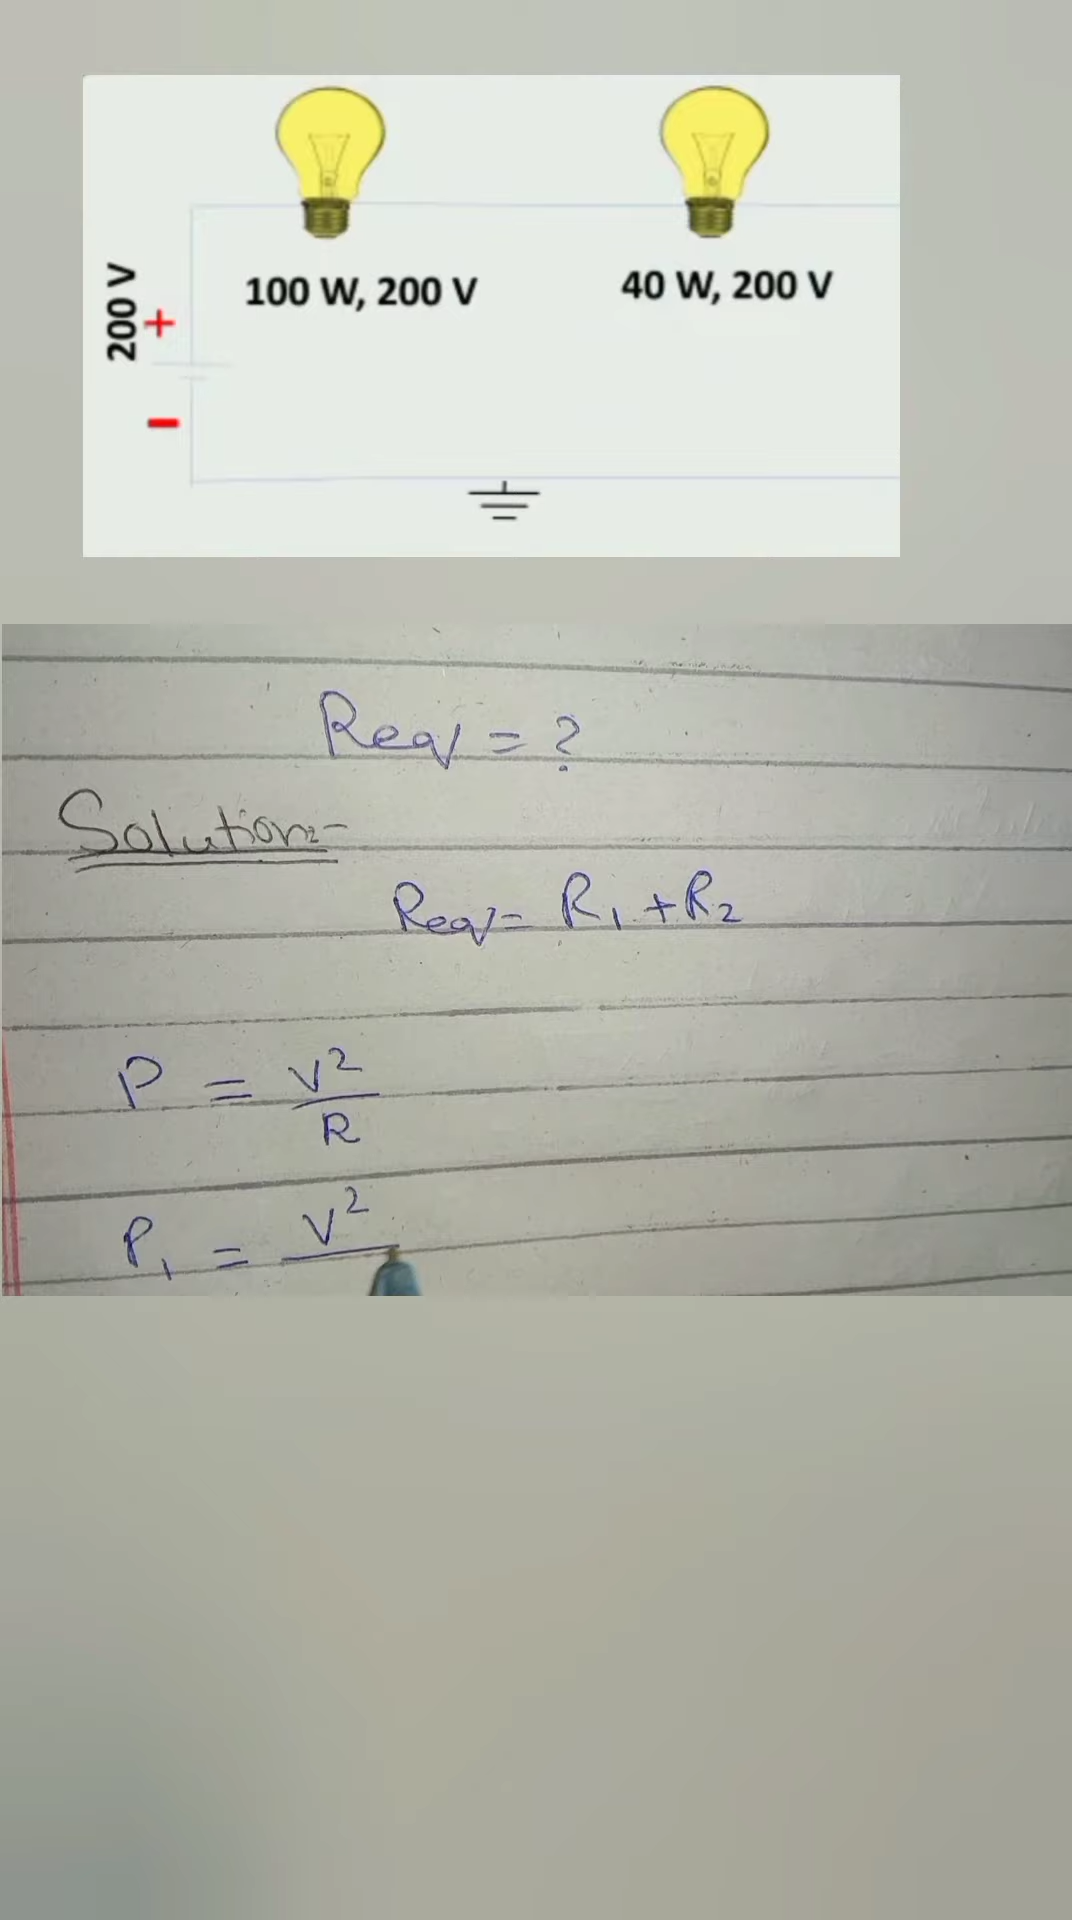 200 V
+
-
100 W, 200 V
40 W, 200 V
Req = ?
Solution:-
Req = R₁ + R₂
P = V²
R
P₁ = V²